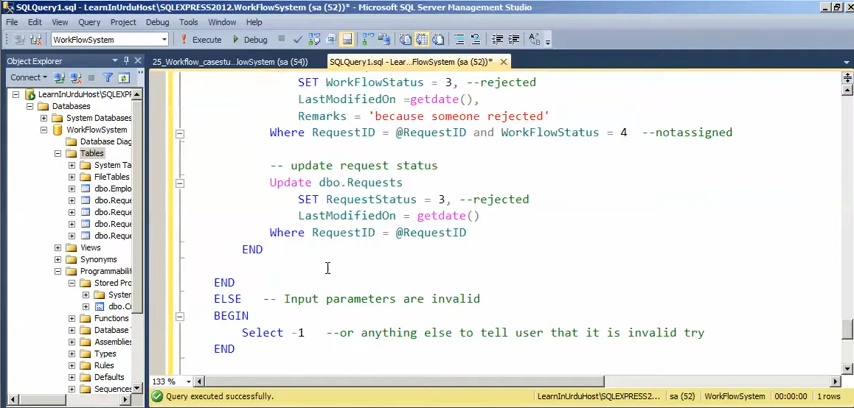 SQLQuery1.sql - LearnInUrduHost\SQLEXPRESS2012.WorkFlowSystem (sa (52))* - Microsoft SQL Server Management Studio
File Edit View Query Project Debug Tools Window Help
WorkFlowSystem Execute Debug
Object Explorer
Connect
LearnInUrduHost\SQLEXP
Databases
System Databases
WorkFlowSystem
Database Diag
Tables
System Ta
FileTables
dbo.Emplo
dbo.Reque
dbo.Reque
dbo.Reque
Views
Synonyms
Programmabili
Stored Pro
System
dbo.C
Functions
Database
Assemblies
Types
Rules
Defaults
Sequences
25_Workflow_casestu...lowSystem (sa (54)) SQLQuery1.sql - Lear...FlowSystem (sa (52))*
SET WorkFlowStatus = 3, --rejected
LastModifiedOn =getdate(),
Remarks = 'because someone rejected'
Where RequestID = @RequestID and WorkFlowStatus = 4 --notassigned
-- update request status
Update dbo.Requests
SET RequestStatus = 3, --rejected
LastModifiedOn = getdate()
Where RequestID = @RequestID
END
END
ELSE -- Input parameters are invalid
BEGIN
Select -1 --or anything else to tell user that it is invalid try
END
133 %
Query executed successfully. LearnInUrduHost\SQLEXPRESS2... sa (52) WorkFlowSystem 00:00:00 1 rows